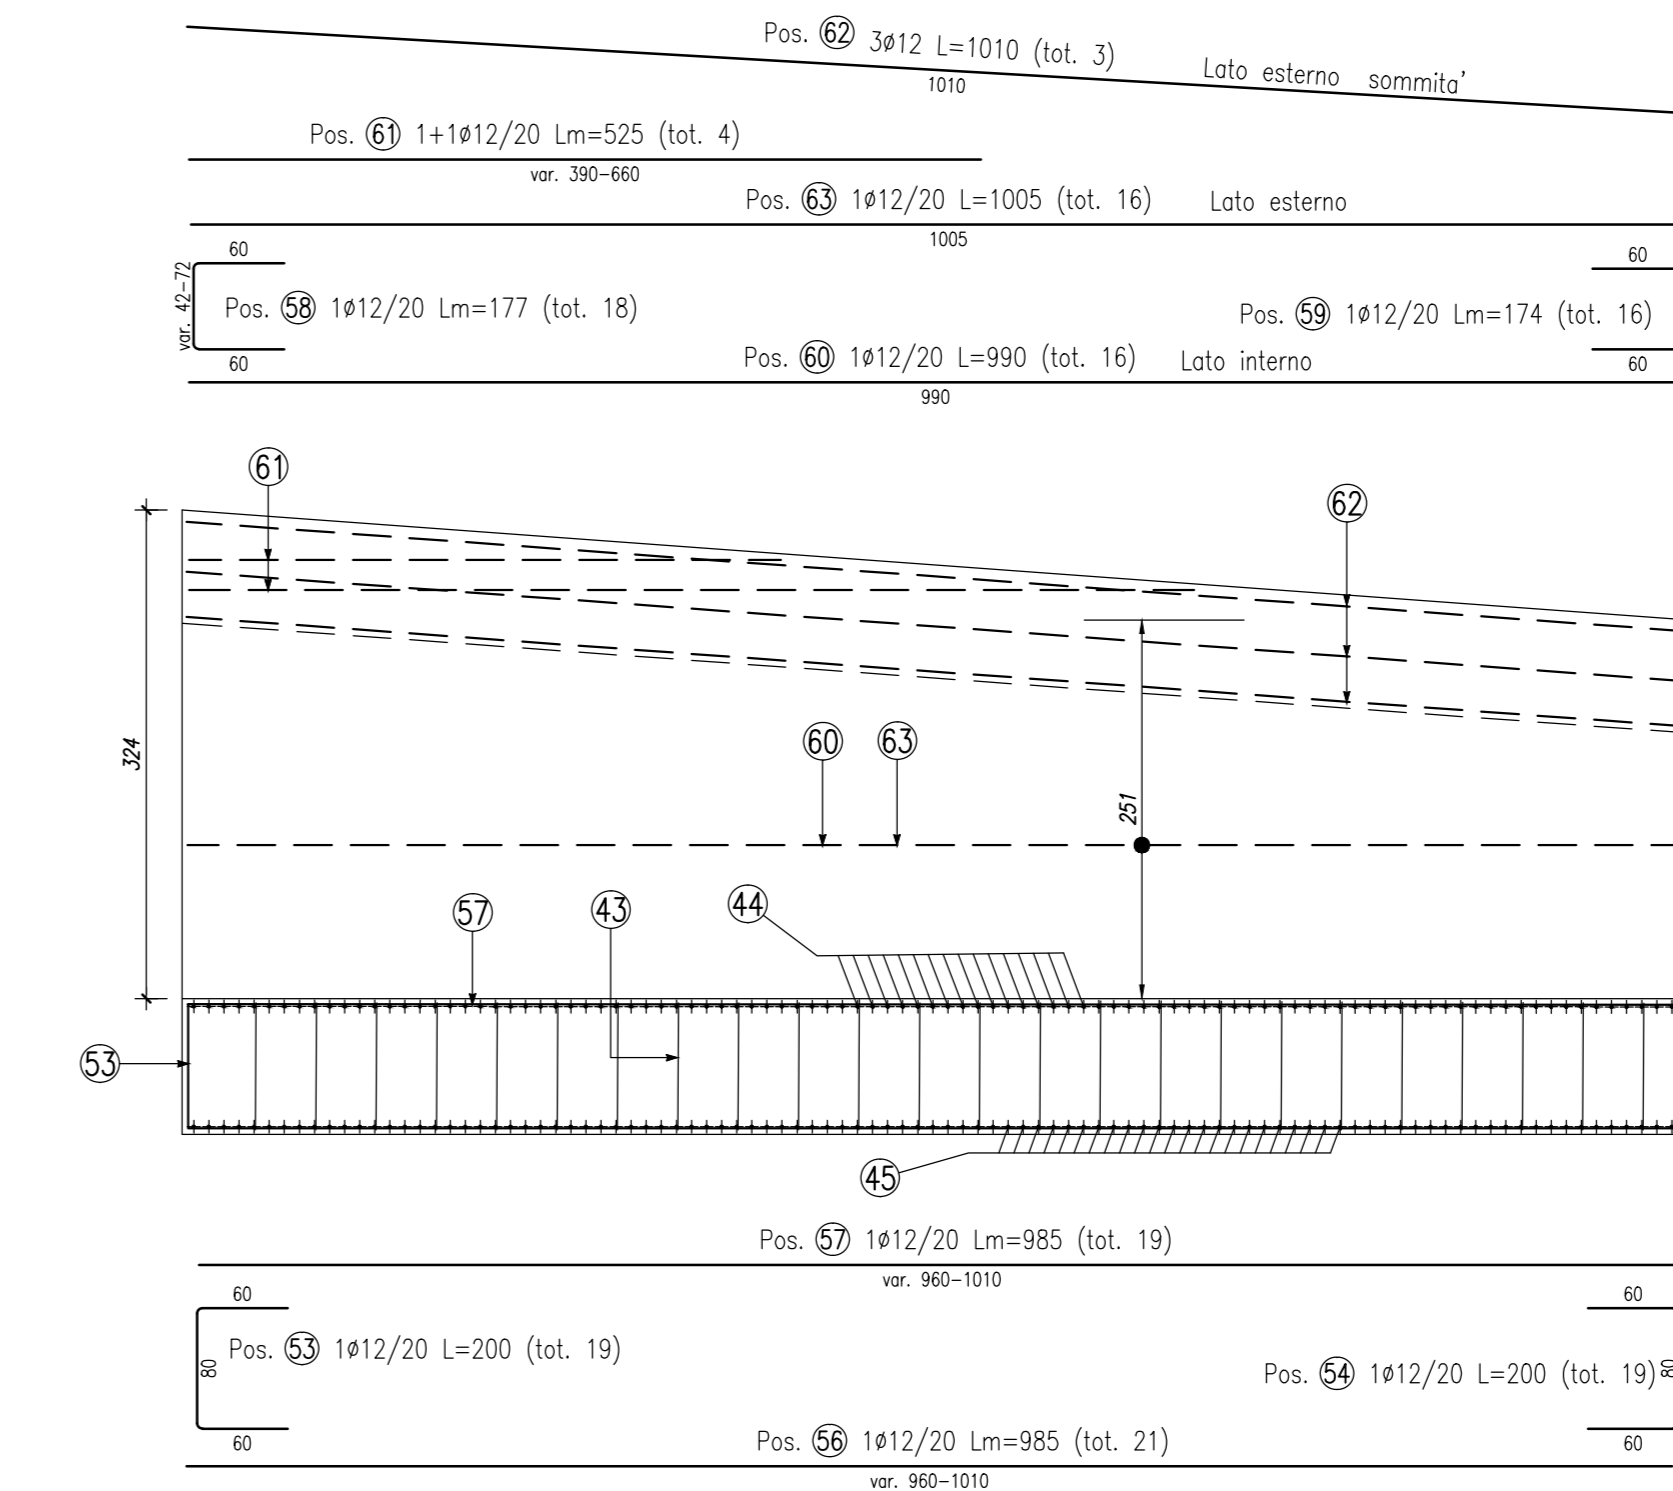 Pos. 62 3ø12 L=1010 (tot. 3) Lato esterno sommita'
1010
Pos. 61 1+1ø12/20 Lm=525 (tot. 4)
var. 390-660
Pos. 63 1ø12/20 L=1005 (tot. 16) Lato esterno
1005
60
60
var. 42-72
Pos. 58 1ø12/20 Lm=177 (tot. 18)
Pos. 59 1ø12/20 Lm=174 (tot. 16)
60
Pos. 60 1ø12/20 L=990 (tot. 16) Lato interno
60
990
61
62
324
60
63
251
57
43
44
53
45
Pos. 57 1ø12/20 Lm=985 (tot. 19)
var. 960-1010
60
60
80
Pos. 53 1ø12/20 L=200 (tot. 19)
Pos. 54 1ø12/20 L=200 (tot. 19)
80
60
Pos. 56 1ø12/20 Lm=985 (tot. 21)
60
var. 960-1010